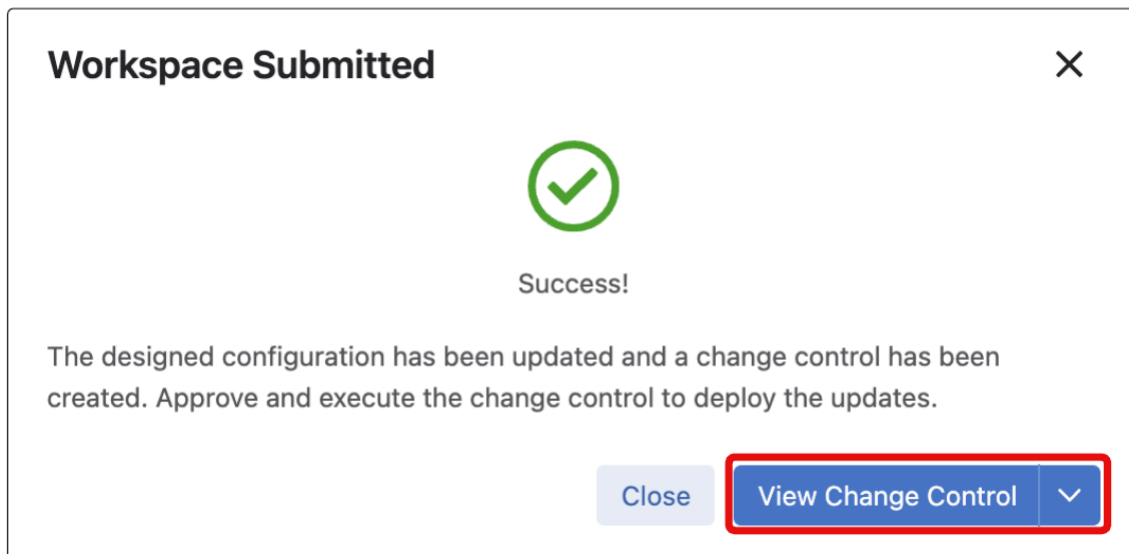 Workspace Submitted
Success!
The designed configuration has been updated and a change control has been
created. Approve and execute the change control to deploy the updates.
Close
View Change Control